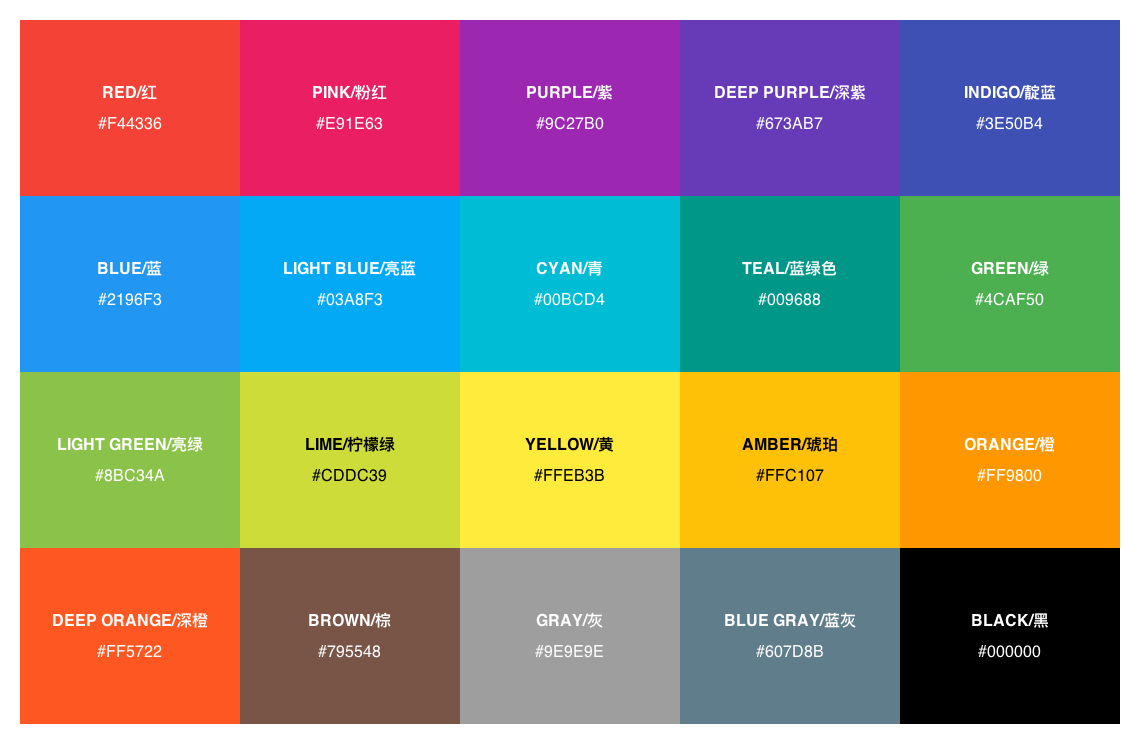 RED/红
#F44336
PINK/粉红
#E91E63
PURPLE/紫
#9C27B0
DEEP PURPLE/深紫
#673AB7
INDIGO/靛蓝
#3E50B4
BLUE/蓝
#2196F3
LIGHT BLUE/亮蓝
#03A8F3
CYAN/青
#00BCD4
TEAL/蓝绿色
#009688
GREEN/绿
#4CAF50
LIGHT GREEN/亮绿
#8BC34A
LIME/柠檬绿
#CDDC39
YELLOW/黄
#FFEB3B
AMBER/琥珀
#FFC107
ORANGE/橙
#FF9800
DEEP ORANGE/深橙
#FF5722
BROWN/棕
#795548
GRAY/灰
#9E9E9E
BLUE GRAY/蓝灰
#607D8B
BLACK/黑
#000000